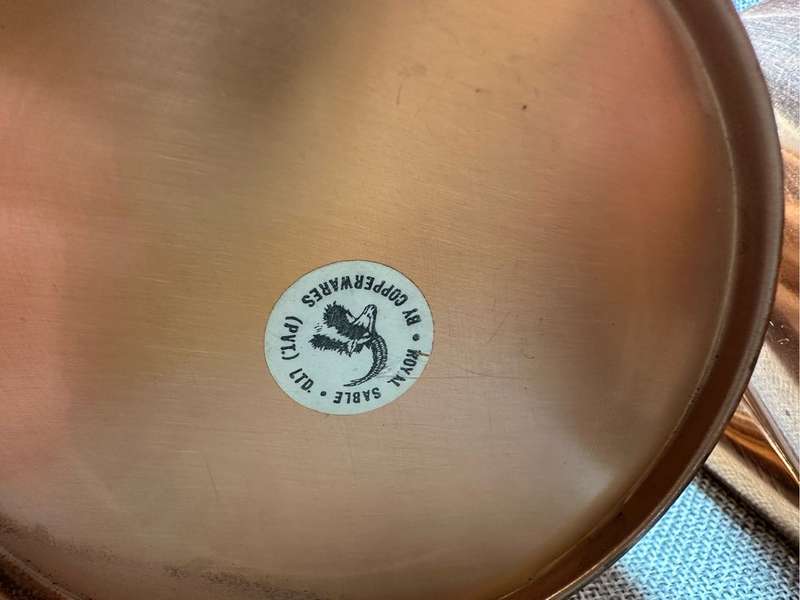 • ROYAL SABLE •
BY COPPERWARES (PVT.) LTD.